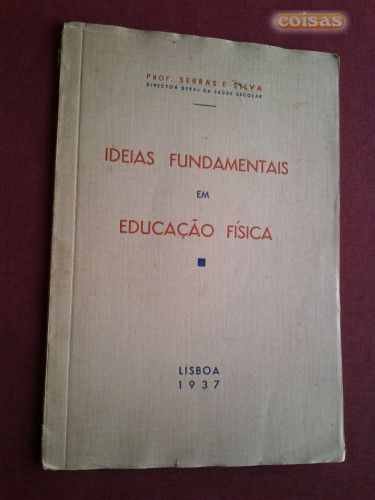 coisas
PROF. SERRAS E SILVA
DIRECTOR GERAL DA SAÚDE ESCOLAR
IDEIAS FUNDAMENTAIS
EM
EDUCAÇÃO FÍSICA
LISBOA
1937